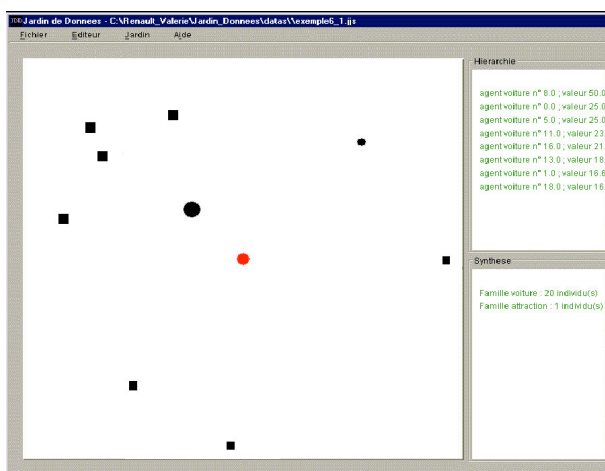 Jardin de Donnees - C:\Renault_Valerie\Jardin_Donnees\datas\\exemple6_1.jjs
Fichier Editeur Jardin Aide
Hierarchie
agent voiture n° 8.0 ; valeur 50.0
agent voiture n° 0.0 ; valeur 25.0
agent voiture n° 5.0 ; valeur 25.0
agent voiture n° 11.0 ; valeur 23.
agent voiture n° 16.0 ; valeur 21.
agent voiture n° 13.0 ; valeur 18.
agent voiture n° 1.0 ; valeur 16.6
agent voiture n° 18.0 ; valeur 16.
Synthese
Famille voiture : 20 individu(s)
Famille attraction : 1 individu(s)